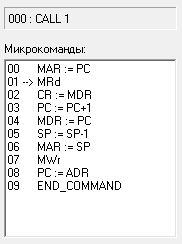 000 : CALL 1
Микрокоманды:
00 MAR := PC
01 --> MRd
02 CR := MDR
03 PC := PC+1
04 MDR := PC
05 SP := SP-1
06 MAR := SP
07 MWr
08 PC := ADR
09 END_COMMAND